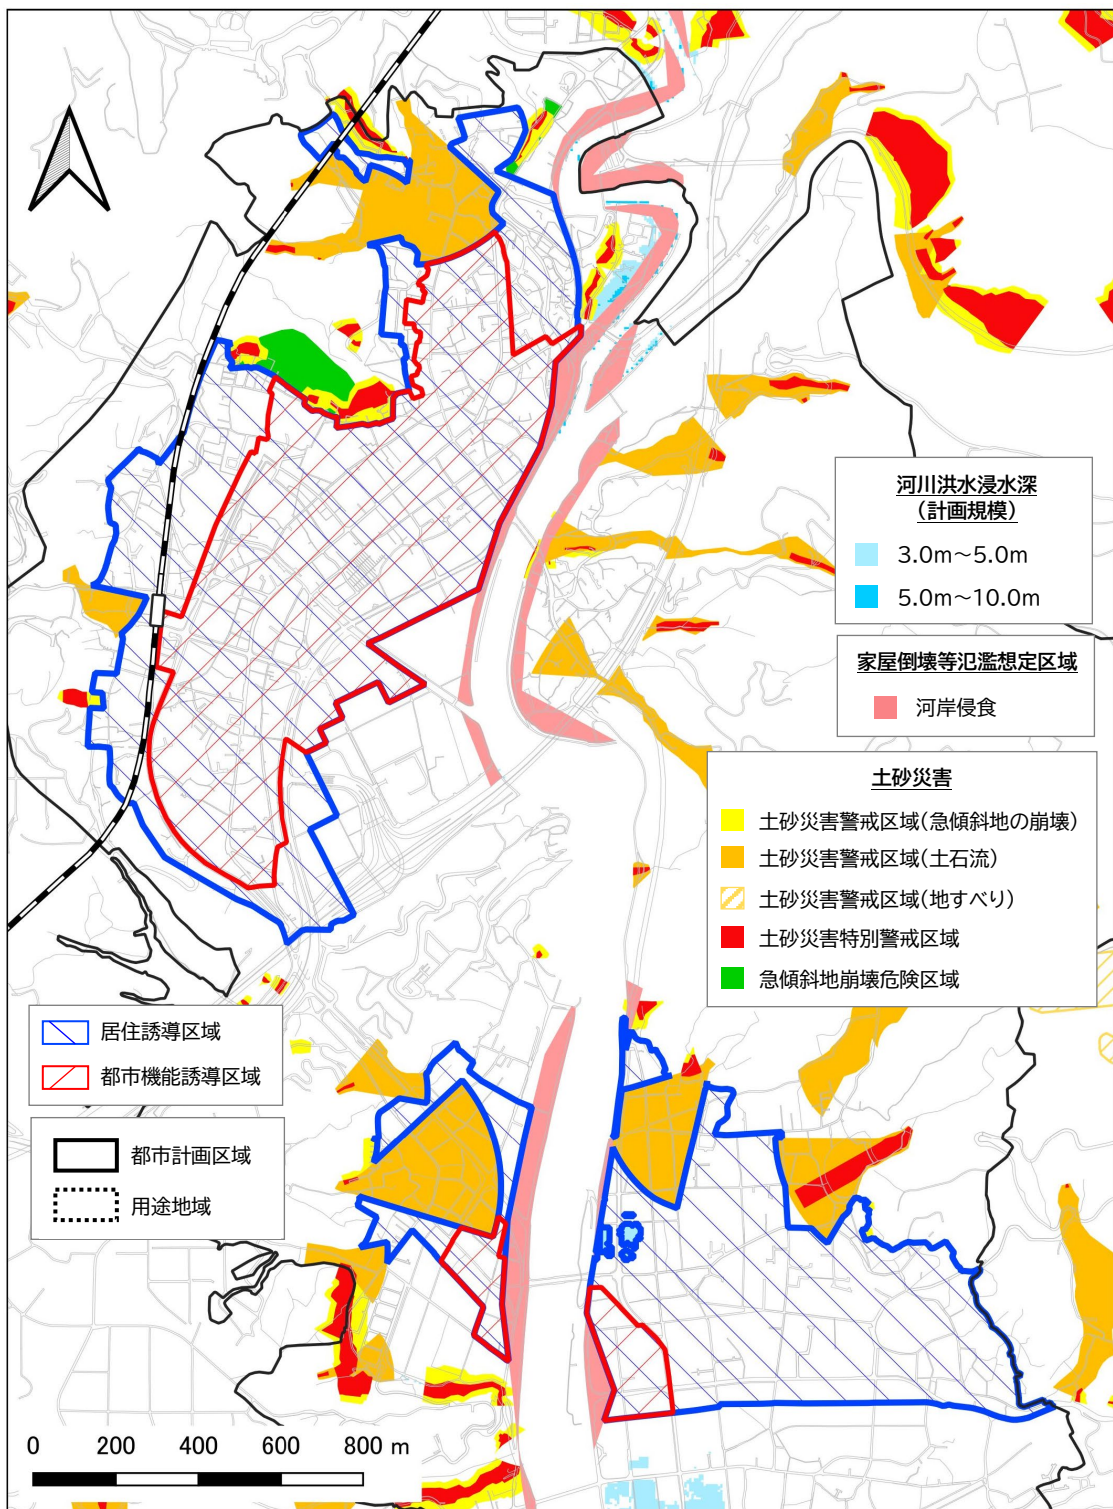 河川洪水浸水深
（計画規模）
3.0m～5.0m
5.0m～10.0m
家屋倒壊等氾濫想定区域
河岸侵食
土砂災害
土砂災害警戒区域(急傾斜地の崩壊)
土砂災害警戒区域(土石流)
土砂災害警戒区域(地すべり)
土砂災害特別警戒区域
急傾斜地崩壊危険区域
居住誘導区域
都市機能誘導区域
都市計画区域
用途地域
0 200 400 600 800 m